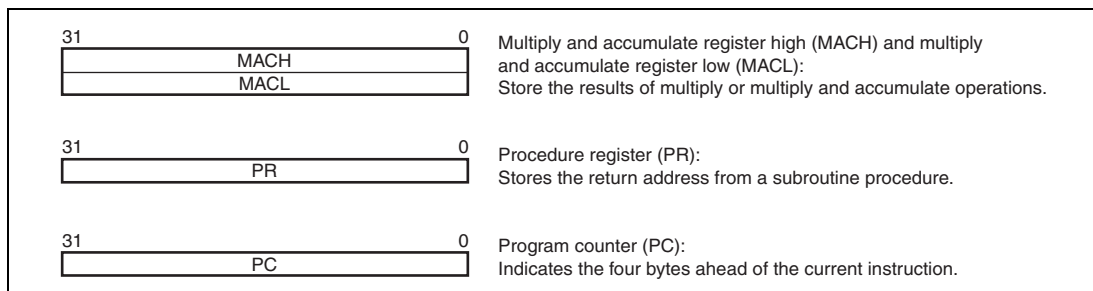 31 0
MACH
MACL
Multiply and accumulate register high (MACH) and multiply
and accumulate register low (MACL):
Store the results of multiply or multiply and accumulate operations.
31 0
PR
Procedure register (PR):
Stores the return address from a subroutine procedure.
31 0
PC
Program counter (PC):
Indicates the four bytes ahead of the current instruction.